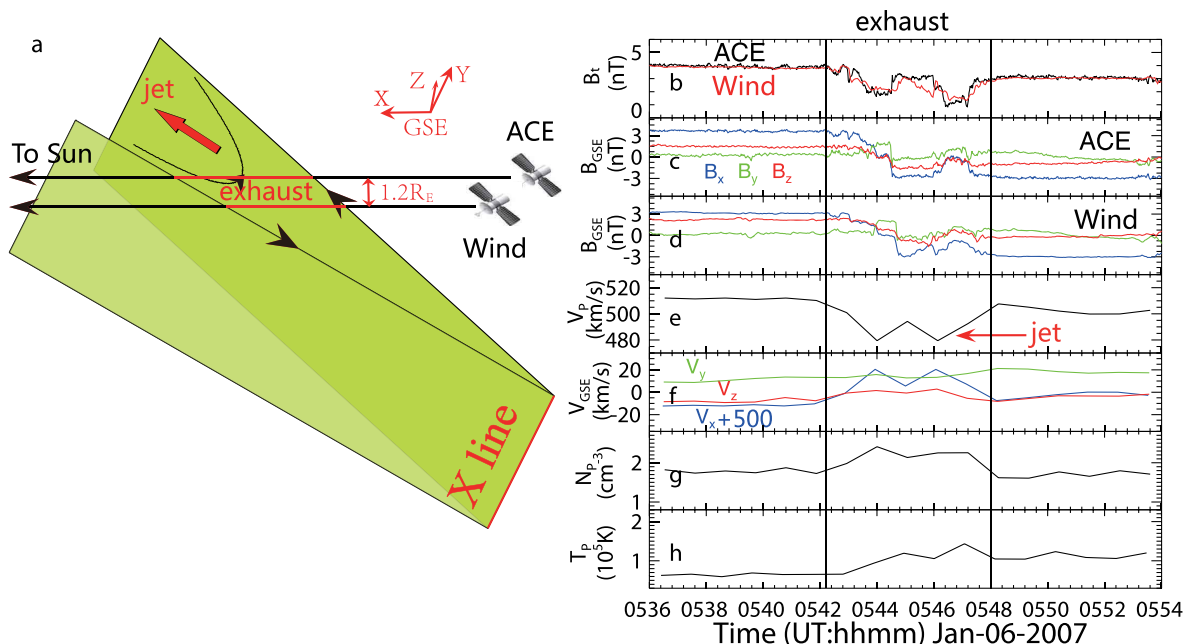 a
jet
Z
Y
X
GSE
ACE
To Sun
exhaust
1.2R_E
Wind
X line
exhaust
B_t
(nT)
5
0
b
ACE
Wind
B_GSE
(nT)
3
0
-3
c
B_x B_y B_z
ACE
B_GSE
(nT)
3
0
-3
d
Wind
V_P
(km/s)
520
500
480
e
jet
V_GSE
(km/s)
20
0
-20
f
V_y
V_z
V_x+500
N_P
(cm^-3)
2
1
g
T_P
(10^5K)
2
1
h
0536 0538 0540 0542 0544 0546 0548 0550 0552 0554
Time (UT:hhmm) Jan-06-2007